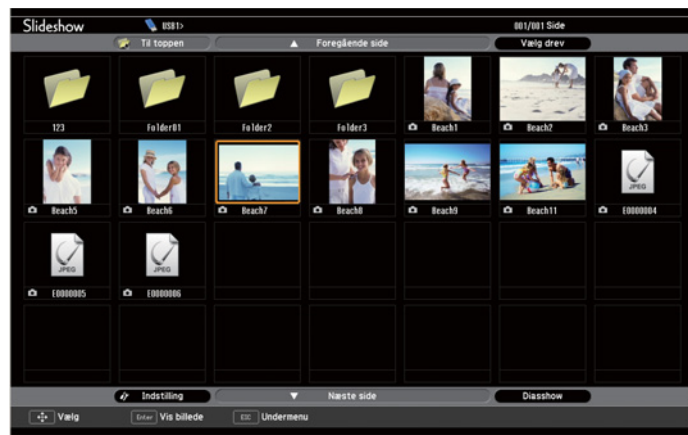 Slideshow USB1> 001/001 Side
Til toppen ▲ Foregående side Vælg drev
123 Folder01 Folder2 Folder3 Beach1 Beach2 Beach3
JPEG
Beach5 Beach6 Beach7 Beach8 Beach9 Beach11 E0000004
JPEG JPEG
E0000005 E0000006
Indstilling ▼ Næste side Diasshow
Vælg Enter Vis billede ESC Undermenu